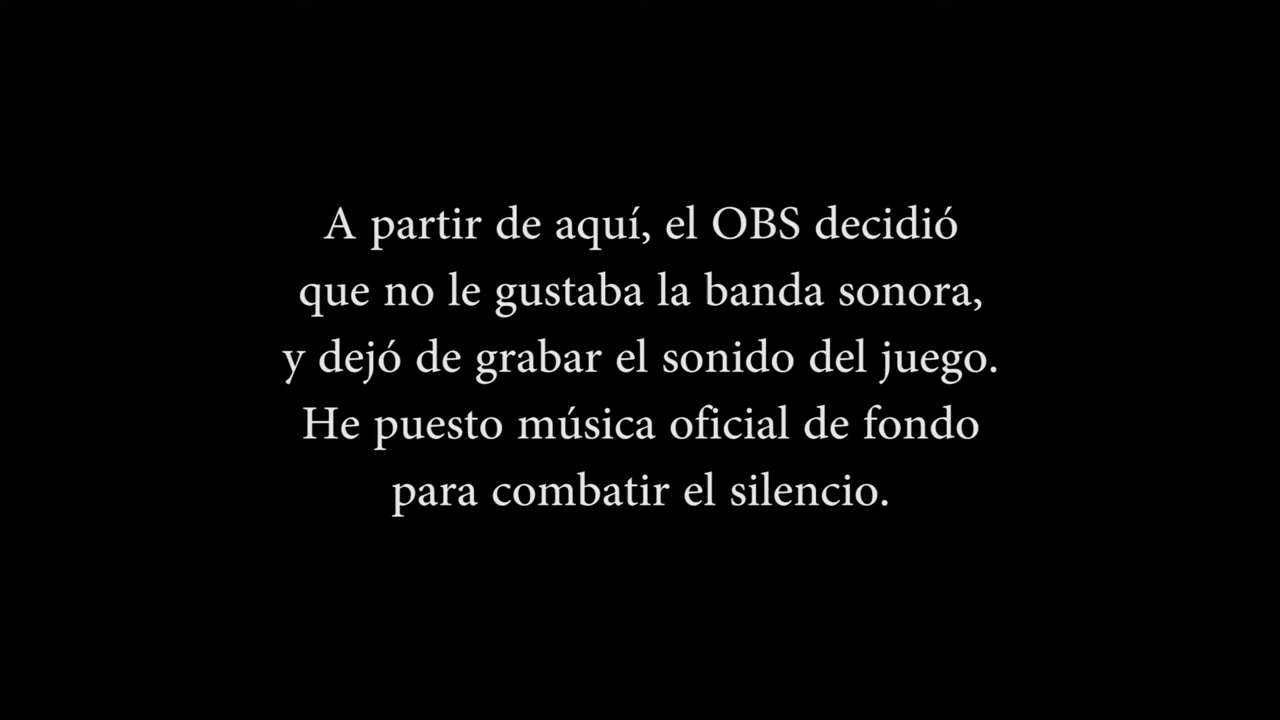 A partir de aquí, el OBS decidió
que no le gustaba la banda sonora,
y dejó de grabar el sonido del juego.
He puesto música oficial de fondo
para combatir el silencio.